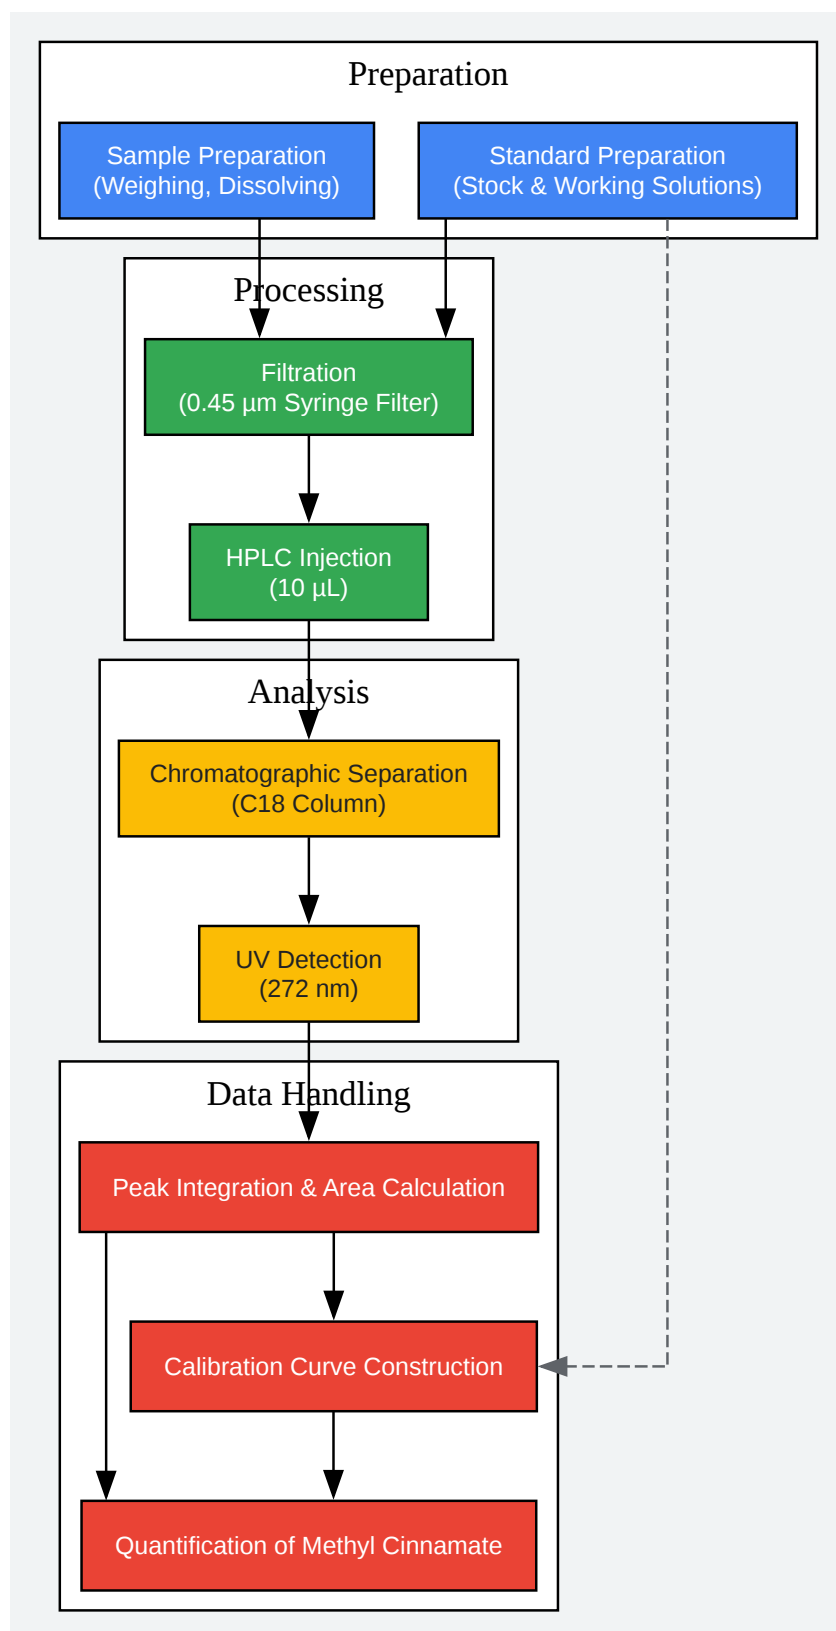 Preparation
Sample Preparation
(Weighing, Dissolving)
Standard Preparation
(Stock & Working Solutions)
Processing
Filtration
(0.45 µm Syringe Filter)
HPLC Injection
(10 µL)
Analysis
Chromatographic Separation
(C18 Column)
UV Detection
(272 nm)
Data Handling
Peak Integration & Area Calculation
Calibration Curve Construction
Quantification of Methyl Cinnamate